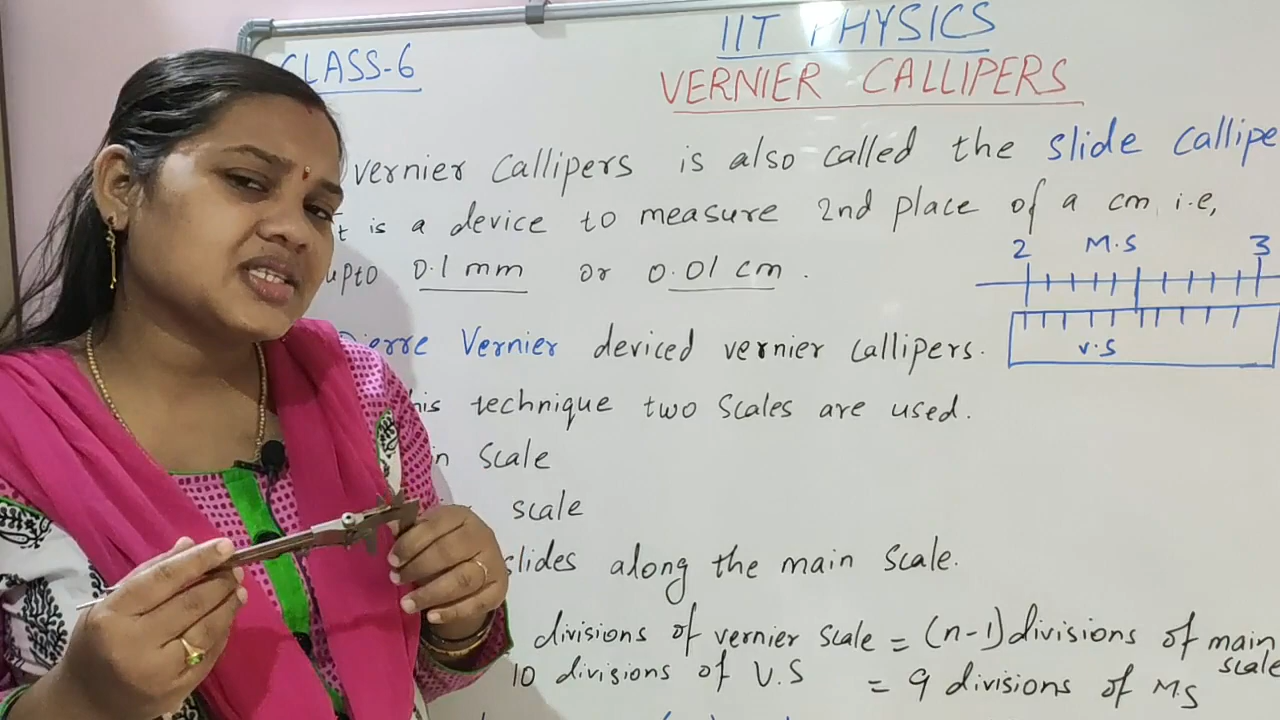 IIT PHYSICS
CLASS-6
VERNIER CALLIPERS
vernier callipers is also called the slide callipe
It is a device to measure 2nd place of a cm i.e,
upto 0.1 mm or 0.01 cm.
2 M.S 3
V.S
Pierre Vernier deviced vernier callipers.
this technique two scales are used.
scale
scale
slides along the main scale.
divisions of vernier scale = (n-1) divisions of main scale
10 divisions of V.S = 9 divisions of M.S